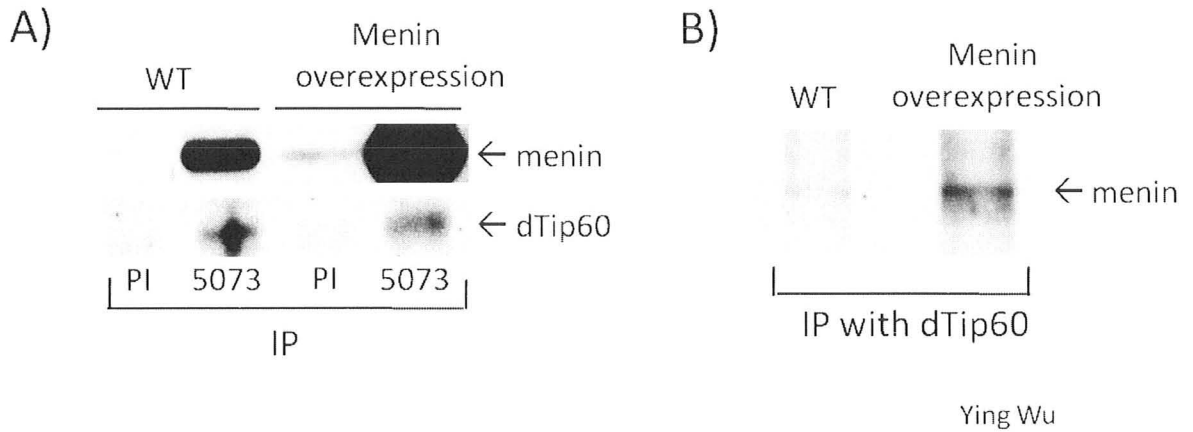 A)
WT
Menin
overexpression
← menin
← dTip60
PI 5073 PI 5073
IP
B)
WT
Menin
overexpression
← menin
IP with dTip60
Ying Wu